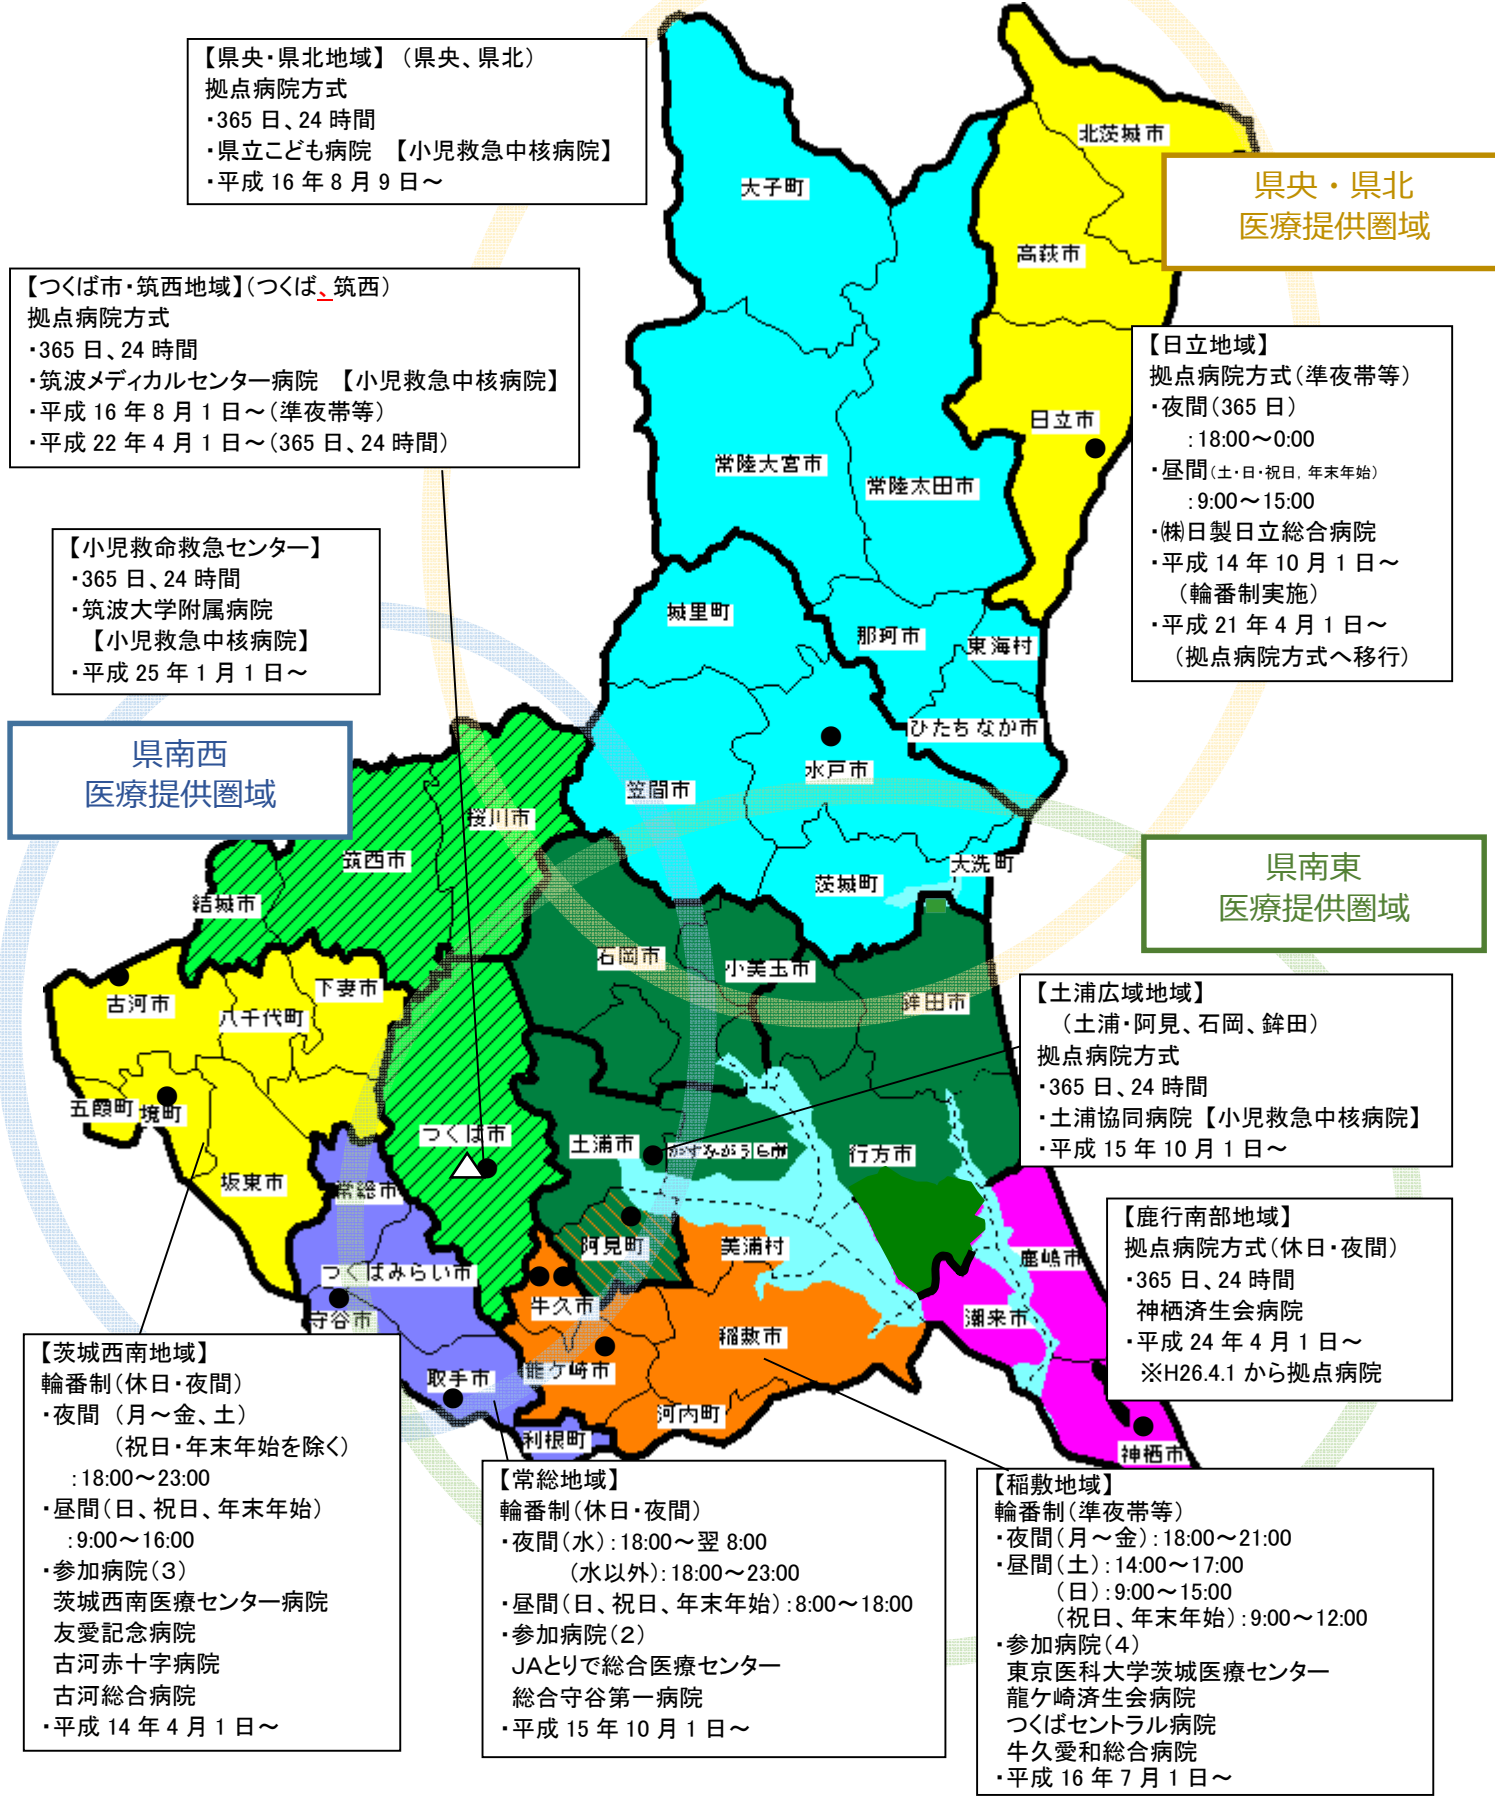 【県央・県北地域】（県央、県北）
拠点病院方式
・365 日、24 時間
・県立こども病院 【小児救急中核病院】
・平成 16 年 8 月 9 日～
県央・県北
医療提供圏域
【つくば市・筑西地域】（つくば、筑西）
拠点病院方式
・365 日、24 時間
・筑波メディカルセンター病院 【小児救急中核病院】
・平成 16 年 8 月 1 日～（準夜帯等）
・平成 22 年 4 月 1 日～（365 日、24 時間）
【日立地域】
拠点病院方式（準夜帯等）
・夜間（365 日）
：18:00～0:00
・昼間（土・日・祝日，年末年始）
：9:00～15:00
・㈱日製日立総合病院
・平成 14 年 10 月 1 日～
（輪番制実施）
・平成 21 年 4 月 1 日～
（拠点病院方式へ移行）
【小児救命救急センター】
・365 日、24 時間
・筑波大学附属病院
【小児救急中核病院】
・平成 25 年 1 月 1 日～
県南西
医療提供圏域
県南東
医療提供圏域
北茨城市
大子町
高萩市
日立市
常陸大宮市
常陸太田市
城里町
那珂市
東海村
ひたちなか市
水戸市
笠間市
桜川市
筑西市
大洗町
茨城町
結城市
石岡市
小美玉市
鉾田市
下妻市
古河市
八千代町
五霞町
境町
つくば市
土浦市
かすみがうら市
行方市
坂東市
常総市
阿見町
美浦村
鹿嶋市
つくばみらい市
守谷市
牛久市
潮来市
稲敷市
龍ケ崎市
取手市
河内町
利根町
神栖市
【土浦広域地域】
（土浦・阿見、石岡、鉾田）
拠点病院方式
・365 日、24 時間
・土浦協同病院 【小児救急中核病院】
・平成 15 年 10 月 1 日～
【鹿行南部地域】
拠点病院方式（休日・夜間）
・365 日、24 時間
神栖済生会病院
・平成 24 年 4 月 1 日～
※H26.4.1 から拠点病院
【茨城西南地域】
輪番制（休日・夜間）
・夜間 （月～金、土）
（祝日・年末年始を除く）
：18:00～23:00
・昼間（日、祝日、年末年始）
：9:00～16:00
・参加病院（３）
茨城西南医療センター病院
友愛記念病院
古河赤十字病院
古河総合病院
・平成 14 年 4 月 1 日～
【常総地域】
輪番制（休日・夜間）
・夜間（水）：18:00～翌 8:00
（水以外）：18:00～23:00
・昼間（日、祝日、年末年始）：8:00～18:00
・参加病院（２）
ＪＡとりで総合医療センター
総合守谷第一病院
・平成 15 年 10 月 1 日～
【稲敷地域】
輪番制（準夜帯等）
・夜間（月～金）：18:00～21:00
・昼間（土）：14:00～17:00
（日）：9:00～15:00
（祝日、年末年始）：9:00～12:00
・参加病院（４）
東京医科大学茨城医療センター
龍ケ崎済生会病院
つくばセントラル病院
牛久愛和総合病院
・平成 16 年 7 月 1 日～